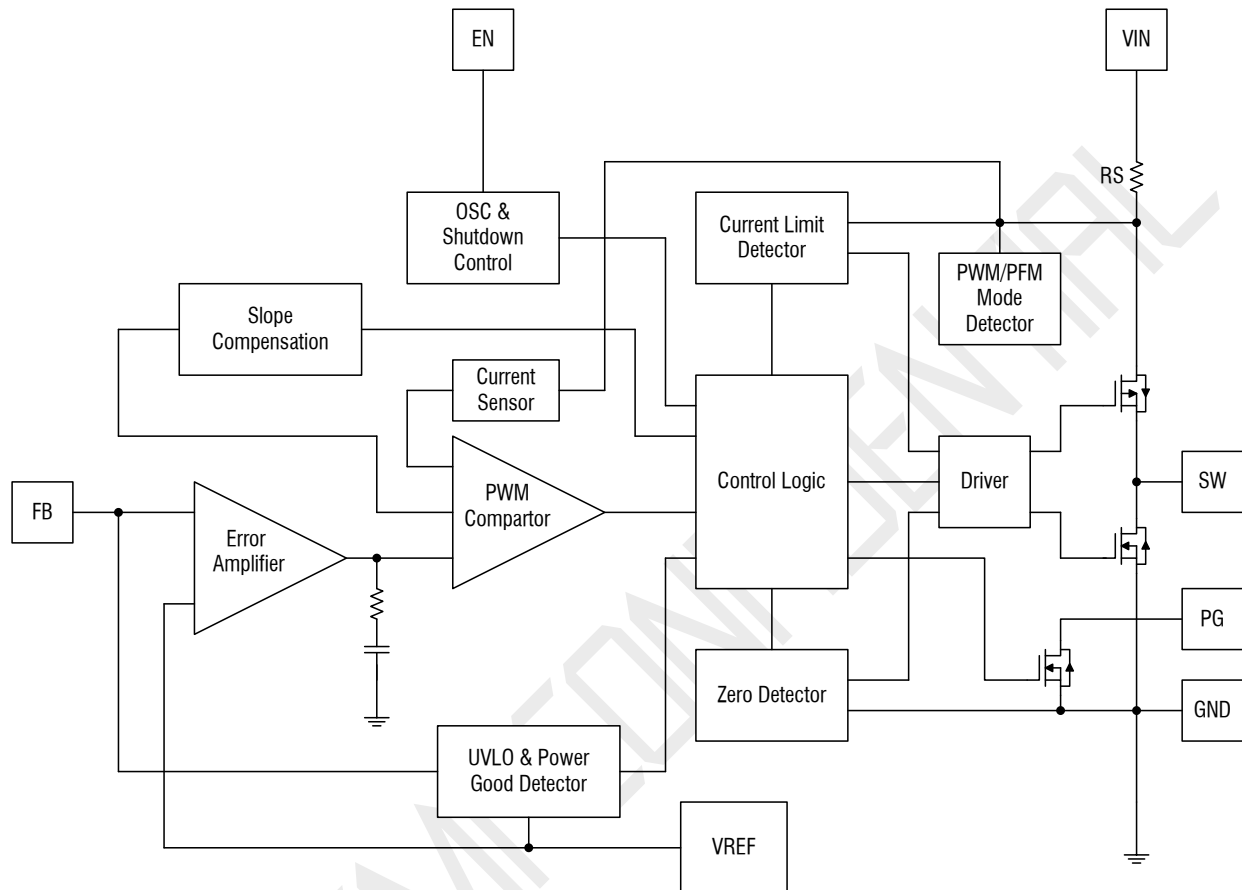 EN
VIN
RS
OSC &
Shutdown
Control
Current Limit
Detector
PWM/PFM
Mode
Detector
Slope
Compensation
Current
Sensor
PWM
Compartor
Control Logic
Driver
SW
FB
Error
Amplifier
PG
Zero Detector
GND
UVLO & Power
Good Detector
VREF
CONFIDENTIAL